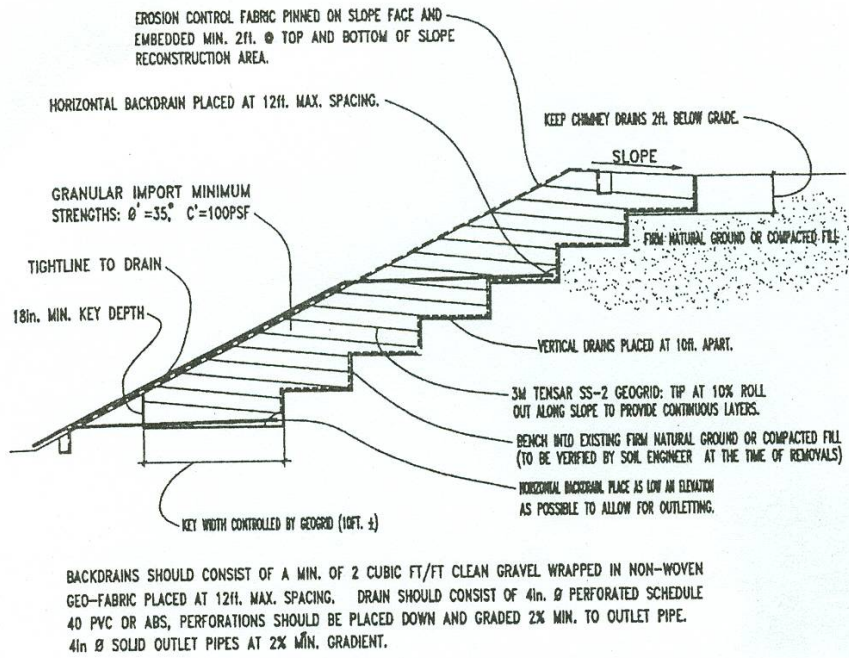 EROSION CONTROL FABRIC PINNED ON SLOPE FACE AND
EMBEDDED MIN. 2ft. @ TOP AND BOTTOM OF SLOPE
RECONSTRUCTION AREA.
HORIZONTAL BACKDRAIN PLACED AT 12ft. MAX. SPACING.
KEEP CHIMNEY DRAINS 2ft. BELOW GRADE.
SLOPE
GRANULAR IMPORT MINIMUM
STRENGTHS: Ø'=35° C'=100PSF
FIRM NATURAL GROUND OR COMPACTED FILL
TIGHTLINE TO DRAIN
18in. MIN. KEY DEPTH
VERTICAL DRAINS PLACED AT 10ft. APART.
3M TENSAR SS-2 GEOGRID: TIP AT 10% ROLL
OUT ALONG SLOPE TO PROVIDE CONTINUOUS LAYERS.
BENCH INTO EXISTING FIRM NATURAL GROUND OR COMPACTED FILL
(TO BE VERIFIED BY SOIL ENGINEER AT THE TIME OF REMOVALS)
HORIZONTAL BACKDRAIN PLACE AS LOW AN ELEVATION
AS POSSIBLE TO ALLOW FOR OUTLETTING.
KEY WIDTH CONTROLLED BY GEOGRID (10FT. ±)
BACKDRAINS SHOULD CONSIST OF A MIN. OF 2 CUBIC FT/FT CLEAN GRAVEL WRAPPED IN NON-WOVEN
GEO-FABRIC PLACED AT 12ft. MAX. SPACING. DRAIN SHOULD CONSIST OF 4in. Ø PERFORATED SCHEDULE
40 PVC OR ABS, PERFORATIONS SHOULD BE PLACED DOWN AND GRADED 2% MIN. TO OUTLET PIPE.
4in Ø SOLID OUTLET PIPES AT 2% MIN. GRADIENT.